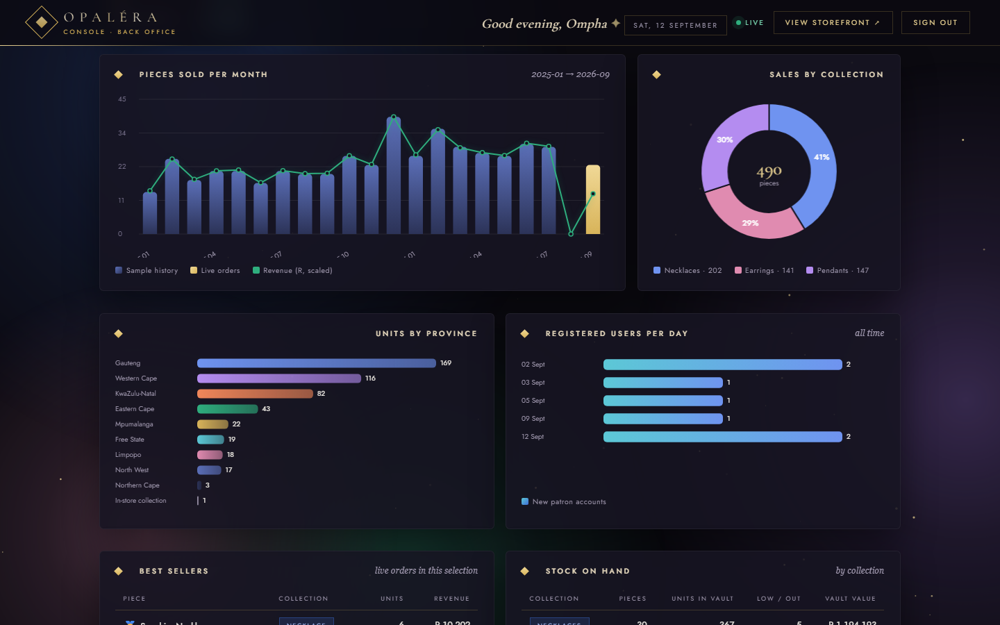 OPALÉRA
CONSOLE · BACK OFFICE
Good evening, Ompha ✦
SAT, 12 SEPTEMBER
LIVE
VIEW STOREFRONT ↗
SIGN OUT
PIECES SOLD PER MONTH
2025-01 → 2026-09
45
34
22
11
0
01
04
07
10
01
04
07
09
Sample history
Live orders
Revenue (R, scaled)
SALES BY COLLECTION
30%
41%
29%
490
pieces
Necklaces · 202
Earrings · 141
Pendants · 147
UNITS BY PROVINCE
Gauteng 169
Western Cape 116
KwaZulu-Natal 82
Eastern Cape 43
Mpumalanga 22
Free State 19
Limpopo 18
North West 17
Northern Cape 3
In-store collection 1
REGISTERED USERS PER DAY
all time
02 Sept 2
03 Sept 1
05 Sept 1
09 Sept 1
12 Sept 2
New patron accounts
BEST SELLERS
live orders in this selection
PIECE COLLECTION UNITS REVENUE
NECKLACE 6 R 10 202
STOCK ON HAND
by collection
COLLECTION PIECES UNITS IN VAULT LOW / OUT VAULT VALUE
NECKLACES 20 367 5 R 1 194 193